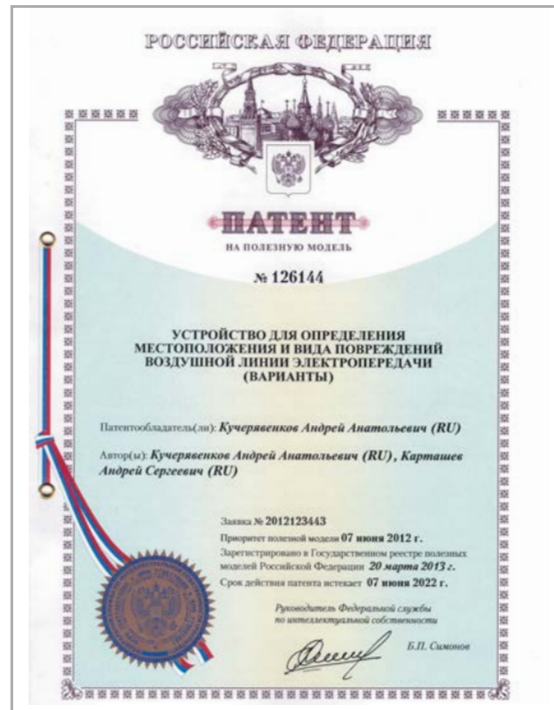 РОССИЙСКАЯ ФЕДЕРАЦИЯ
ПАТЕНТ
НА ПОЛЕЗНУЮ МОДЕЛЬ
№ 126144
УСТРОЙСТВО ДЛЯ ОПРЕДЕЛЕНИЯ
МЕСТОПОЛОЖЕНИЯ И ВИДА ПОВРЕЖДЕНИЙ
ВОЗДУШНОЙ ЛИНИИ ЭЛЕКТРОПЕРЕДАЧИ
(ВАРИАНТЫ)
Патентообладатель(ли): Кучерявенков Андрей Анатольевич (RU)
Автор(ы): Кучерявенков Андрей Анатольевич (RU), Карташев
Андрей Сергеевич (RU)
Заявка № 2012123443
Приоритет полезной модели 07 июня 2012 г.
Зарегистрировано в Государственном реестре полезных
моделей Российской Федерации 20 марта 2013 г.
Срок действия патента истекает 07 июня 2022 г.
Руководитель Федеральной службы
по интеллектуальной собственности
Б.П. Симонов